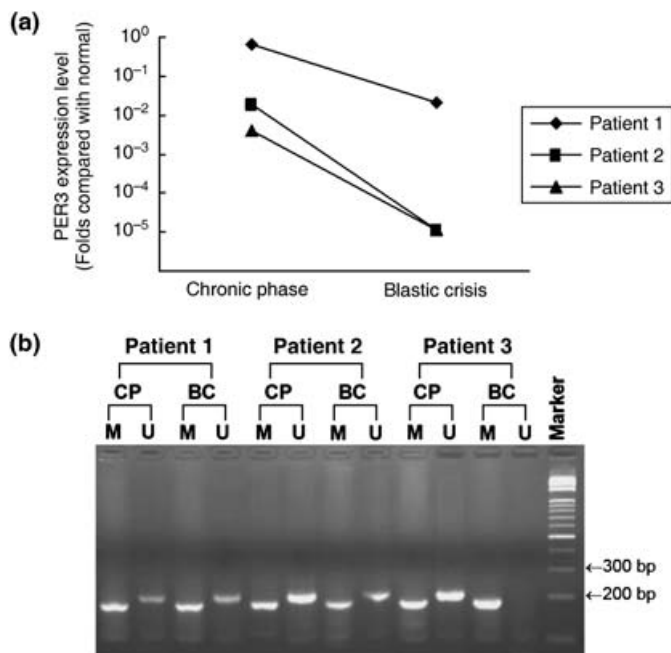 (a)
PER3 expression level
(Folds compared with normal)
10⁰
10⁻¹
10⁻²
10⁻³
10⁻⁴
10⁻⁵
Chronic phase
Blastic crisis
Patient 1
Patient 2
Patient 3
(b)
Patient 1 Patient 2 Patient 3
CP BC CP BC CP BC
M U M U M U M U M U M U
Marker
←300 bp
←200 bp